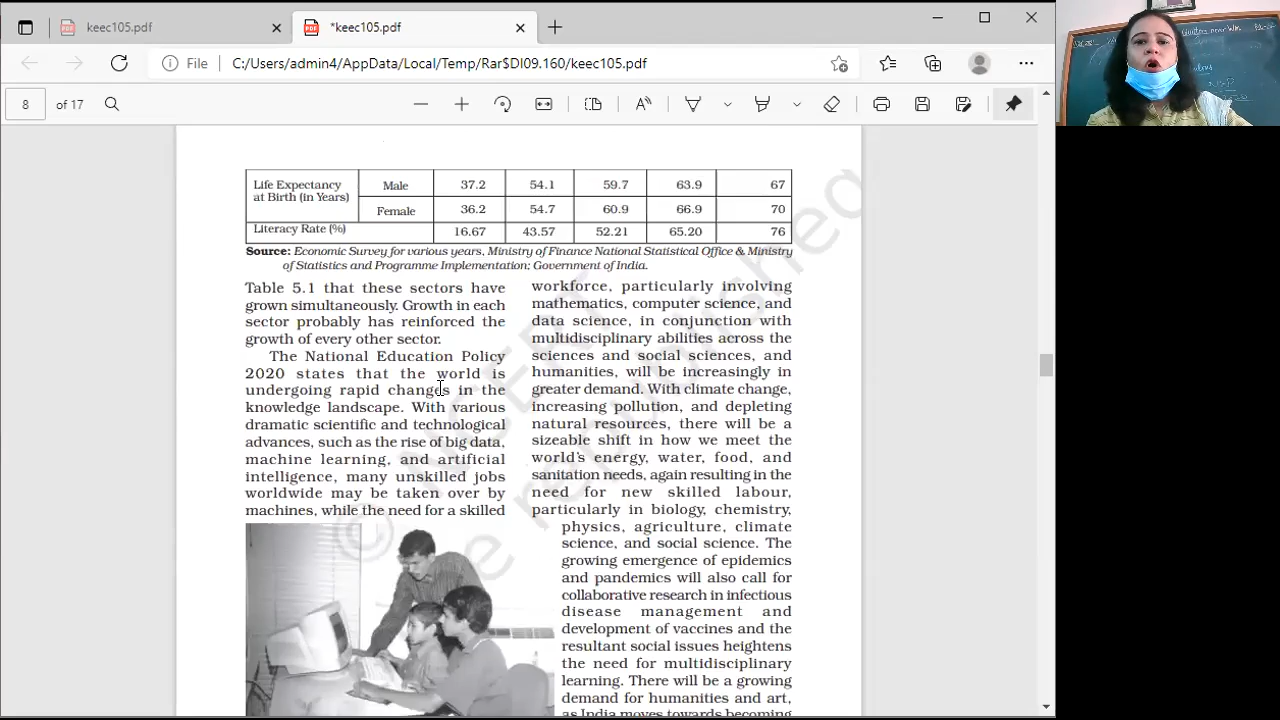 keec105.pdf
*keec105.pdf
File
C:/Users/admin4/AppData/Local/Temp/Rar$DI09.160/keec105.pdf
8
of 17
Life Expectancy
at Birth (in Years)
Male 37.2 54.1 59.7 63.9 67
Female 36.2 54.7 60.9 66.9 70
Literacy Rate (%) 16.67 43.57 52.21 65.20 76
Source: Economic Survey for various years, Ministry of Finance National Statistical Office & Ministry
of Statistics and Programme Implementation; Government of India.
Table 5.1 that these sectors have
grown simultaneously. Growth in each
sector probably has reinforced the
growth of every other sector.
The National Education Policy
2020 states that the world is
undergoing rapid changes in the
knowledge landscape. With various
dramatic scientific and technological
advances, such as the rise of big data,
machine learning, and artificial
intelligence, many unskilled jobs
worldwide may be taken over by
machines, while the need for a skilled
workforce, particularly involving
mathematics, computer science, and
data science, in conjunction with
multidisciplinary abilities across the
sciences and social sciences, and
humanities, will be increasingly in
greater demand. With climate change,
increasing pollution, and depleting
natural resources, there will be a
sizeable shift in how we meet the
world's energy, water, food, and
sanitation needs, again resulting in the
need for new skilled labour,
particularly in biology, chemistry,
physics, agriculture, climate
science, and social science. The
growing emergence of epidemics
and pandemics will also call for
collaborative research in infectious
disease management and
development of vaccines and the
resultant social issues heightens
the need for multidisciplinary
learning. There will be a growing
demand for humanities and art,
as India moves towards becoming
© NCERT
be republished